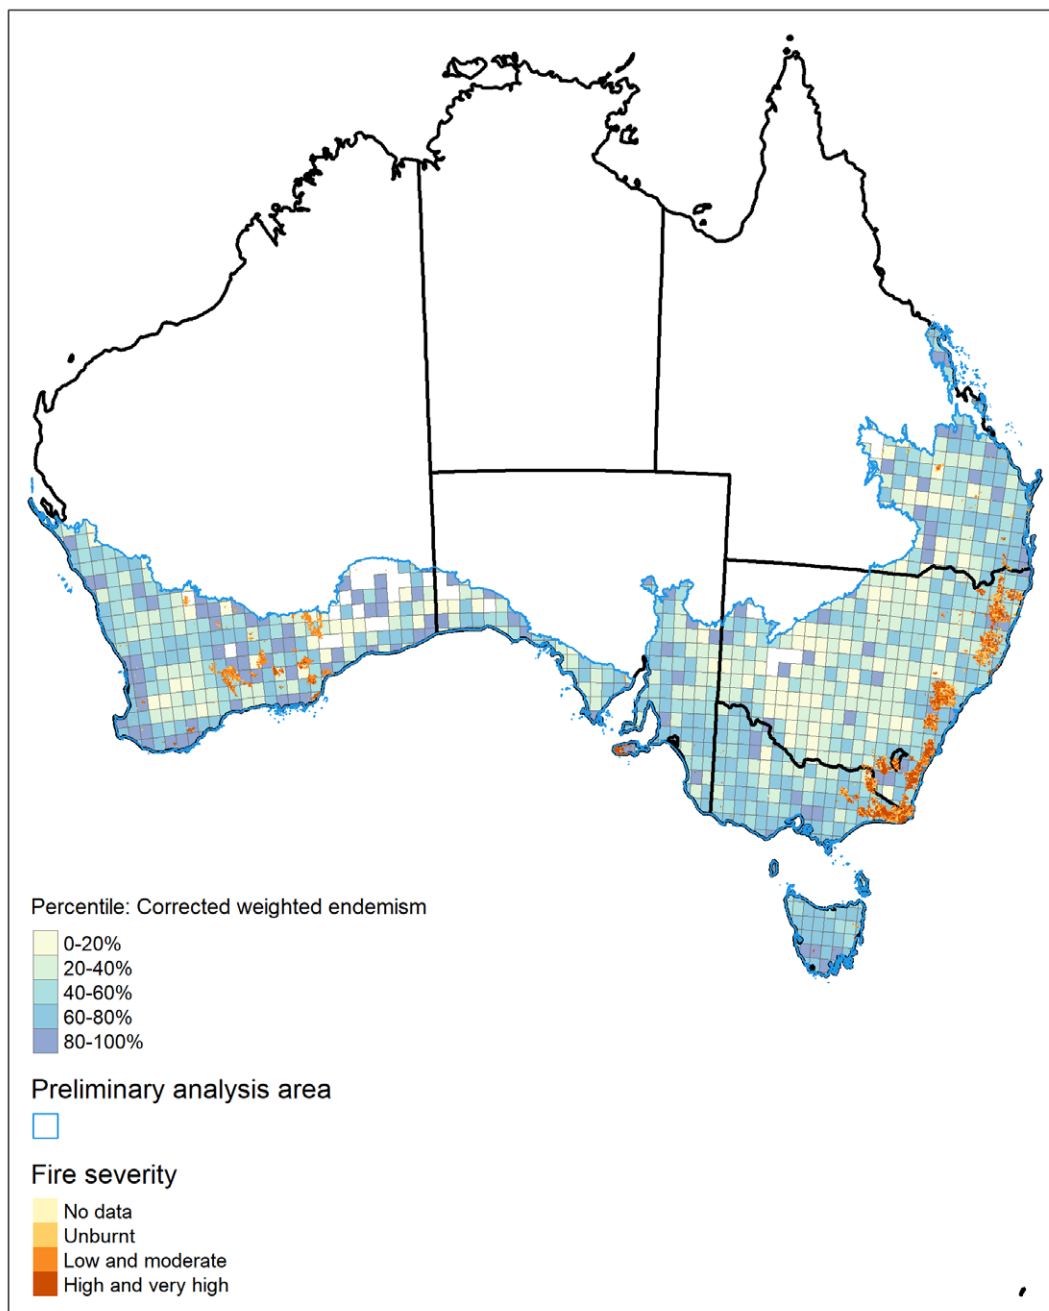 Percentile: Corrected weighted endemism
0-20%
20-40%
40-60%
60-80%
80-100%
Preliminary analysis area
Fire severity
No data
Unburnt
Low and moderate
High and very high